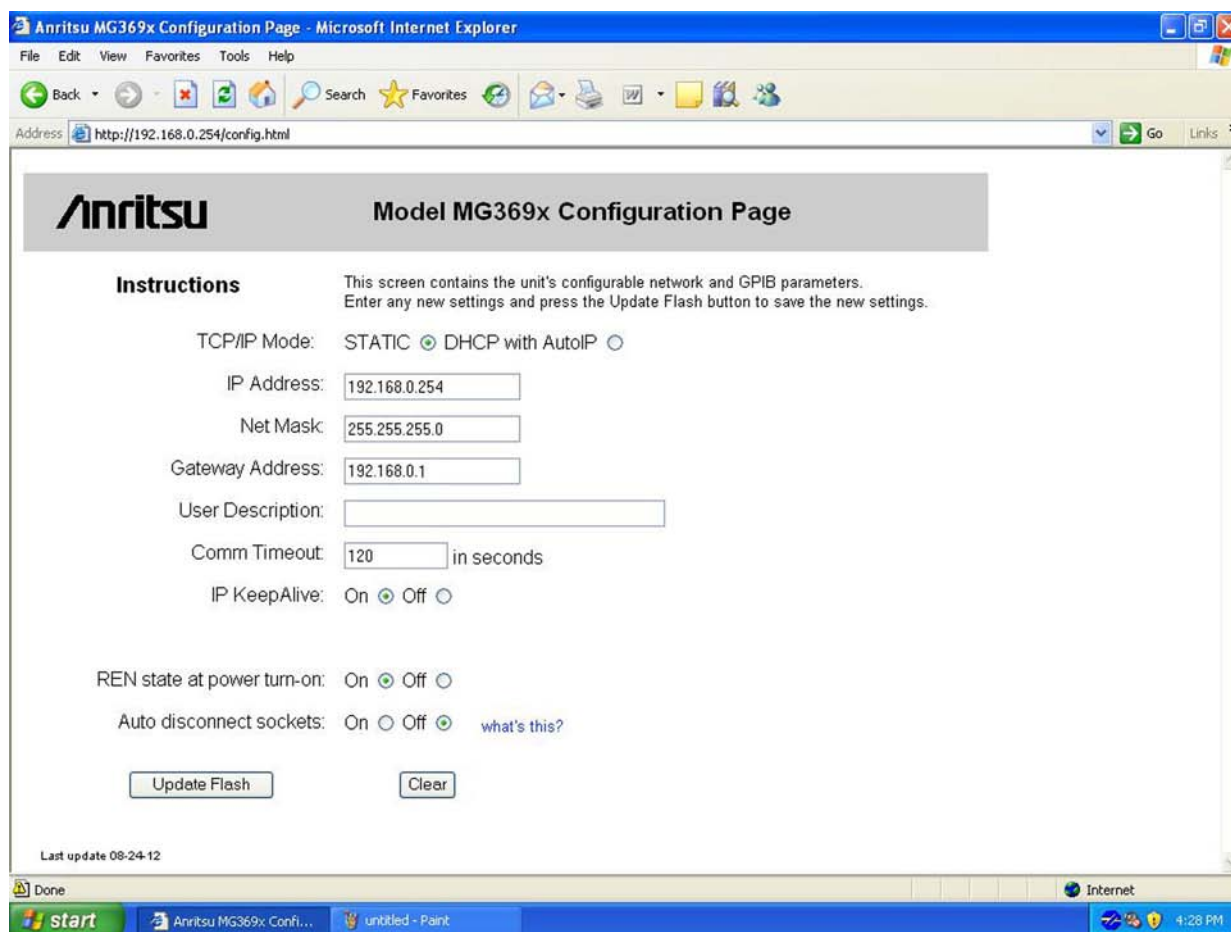 Anritsu MG369x Configuration Page - Microsoft Internet Explorer
File Edit View Favorites Tools Help
Back Search Favorites
Address http://192.168.0.254/config.html Go Links
Anritsu Model MG369x Configuration Page
Instructions This screen contains the unit's configurable network and GPIB parameters.
Enter any new settings and press the Update Flash button to save the new settings.
TCP/IP Mode: STATIC DHCP with AutoIP
IP Address: 192.168.0.254
Net Mask: 255.255.255.0
Gateway Address: 192.168.0.1
User Description:
Comm Timeout: 120 in seconds
IP KeepAlive: On Off
REN state at power turn-on: On Off
Auto disconnect sockets: On Off what's this?
Update Flash Clear
Last update 08-24-12
Done Internet
start Anritsu MG369x Confi... untitled - Paint 4:28 PM